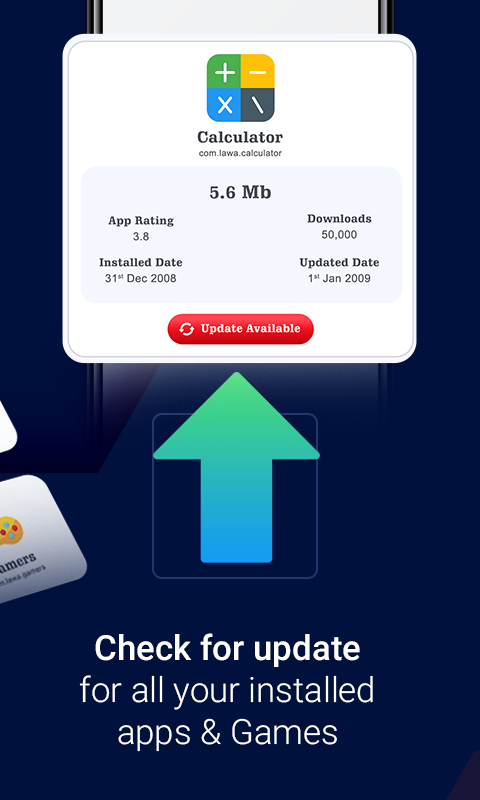 Calculator
com.lawa.calculator
5.6 Mb
App Rating
3.8
Downloads
50,000
Installed Date
31st Dec 2008
Updated Date
1st Jan 2009
Update Available
amers
m.lawa.gamers
Check for update
for all your installed
apps & Games